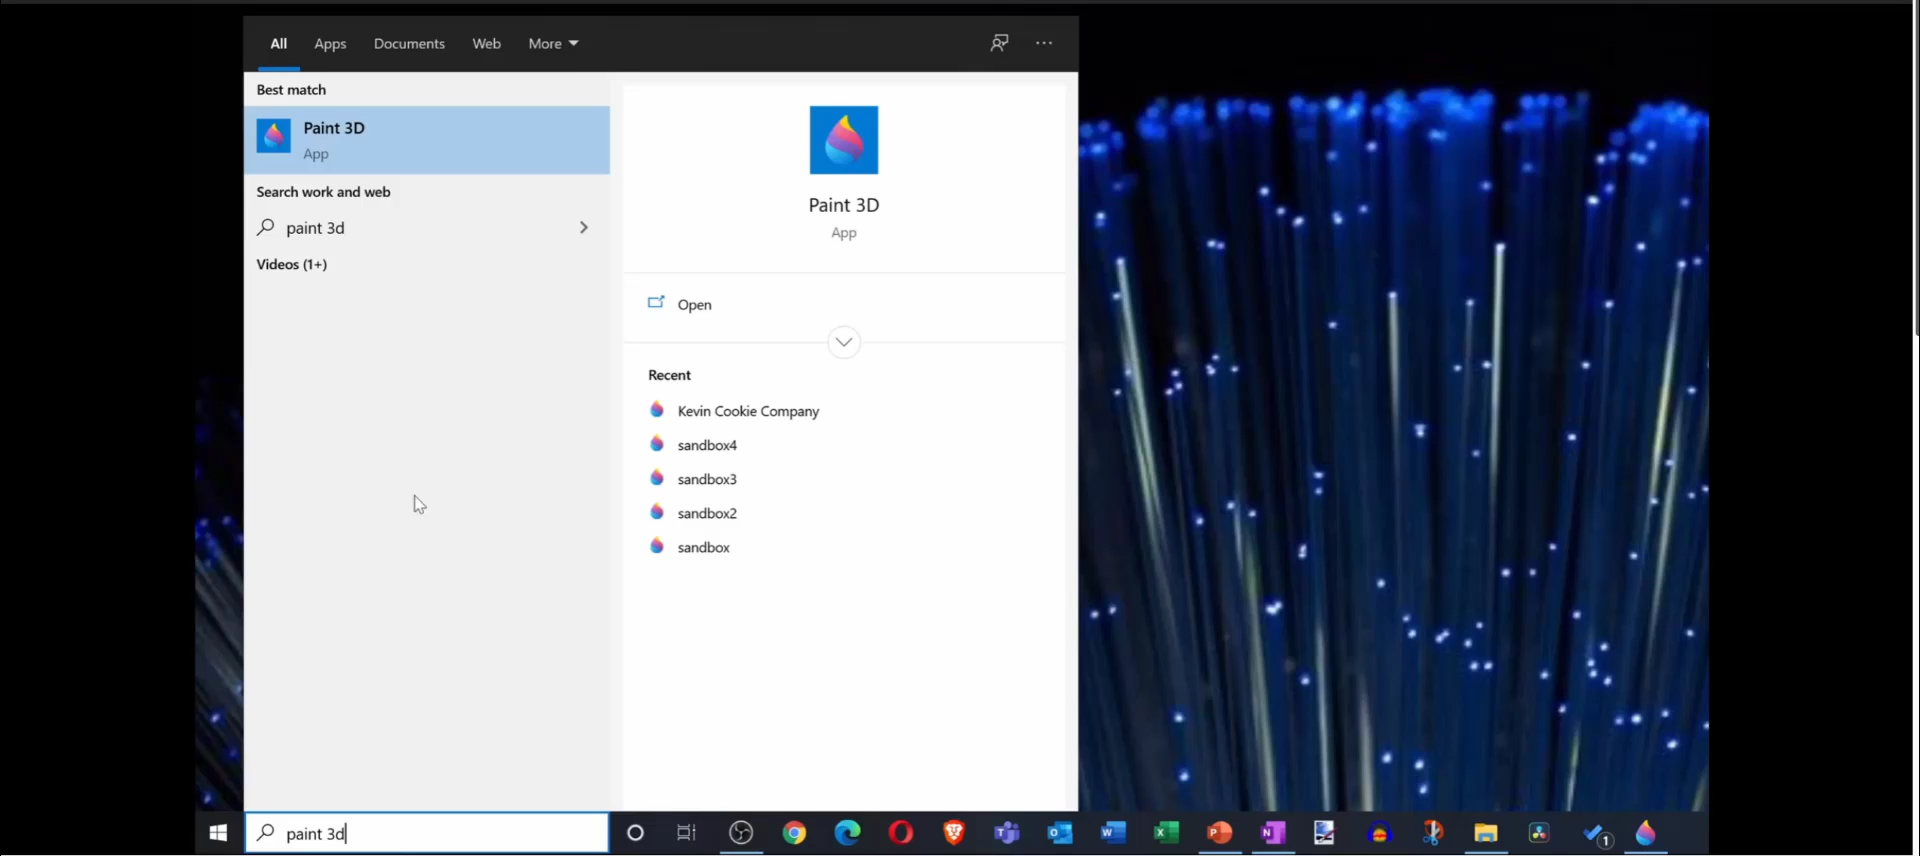 All Apps Documents Web More
Best match
Paint 3D
App
Search work and web
paint 3d
Videos (1+)
Paint 3D
App
Open
Recent
Kevin Cookie Company
sandbox4
sandbox3
sandbox2
sandbox
paint 3d
1